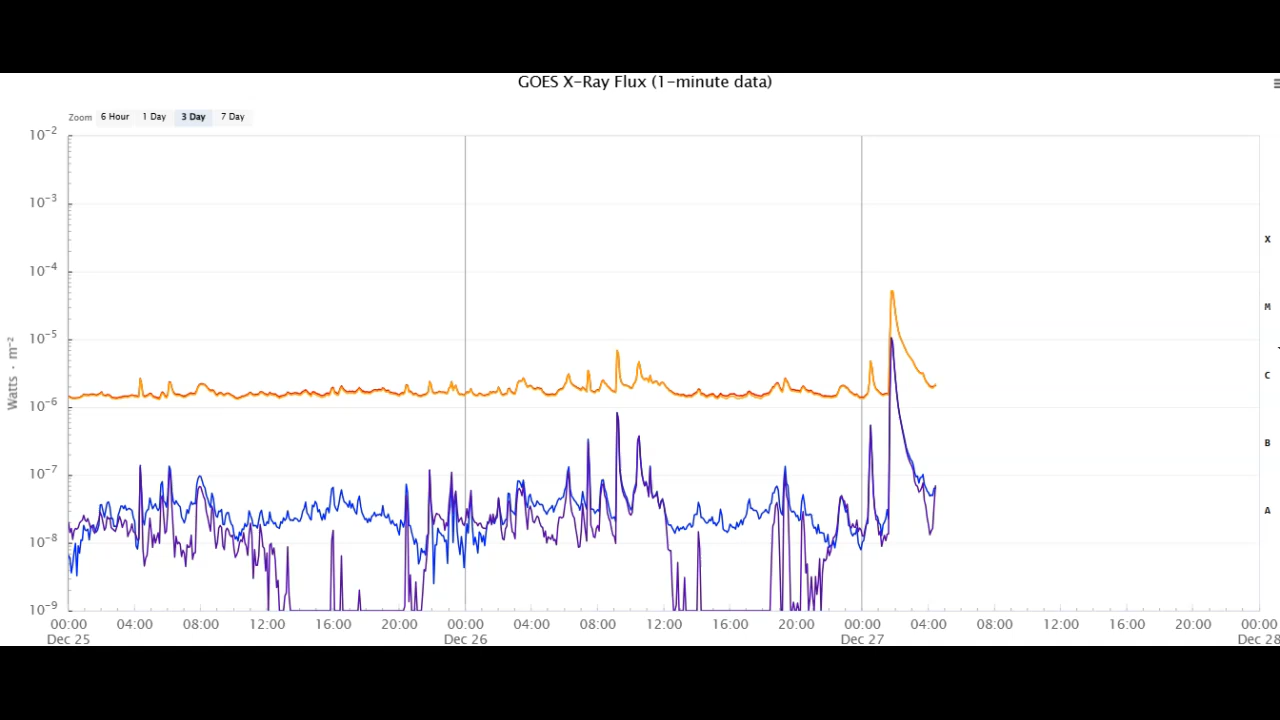 GOES X-Ray Flux (1-minute data)
Zoom 6 Hour 1 Day 3 Day 7 Day
10⁻²
10⁻³
10⁻⁴
10⁻⁵
10⁻⁶
10⁻⁷
10⁻⁸
10⁻⁹
Watts · m⁻²
X
M
C
B
A
00:00 04:00 08:00 12:00 16:00 20:00 00:00 04:00 08:00 12:00 16:00 20:00 00:00 04:00 08:00 12:00 16:00 20:00 00:00
Dec 25 Dec 26 Dec 27 Dec 28